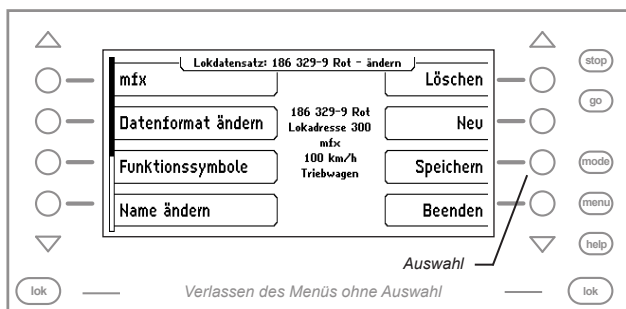 Lokdatensatz: 186 329-9 Rot - ändern
mfx
Löschen
stop
go
Datenformat ändern
186 329-9 Rot
Lokadresse 300
mfx
100 km/h
Triebwagen
Neu
Funktionssymbole
Speichern
mode
Name ändern
Beenden
menu
help
Auswahl
lok
Verlassen des Menüs ohne Auswahl
lok